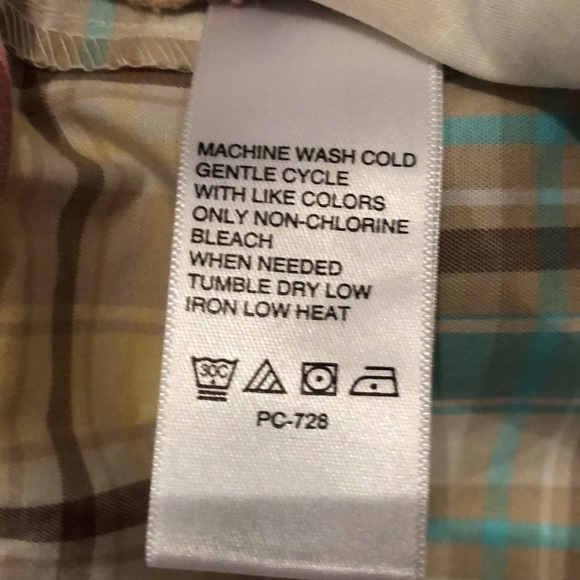 MACHINE WASH COLD
GENTLE CYCLE
WITH LIKE COLORS
ONLY NON-CHLORINE
BLEACH
WHEN NEEDED
TUMBLE DRY LOW
IRON LOW HEAT
30C
PC-728